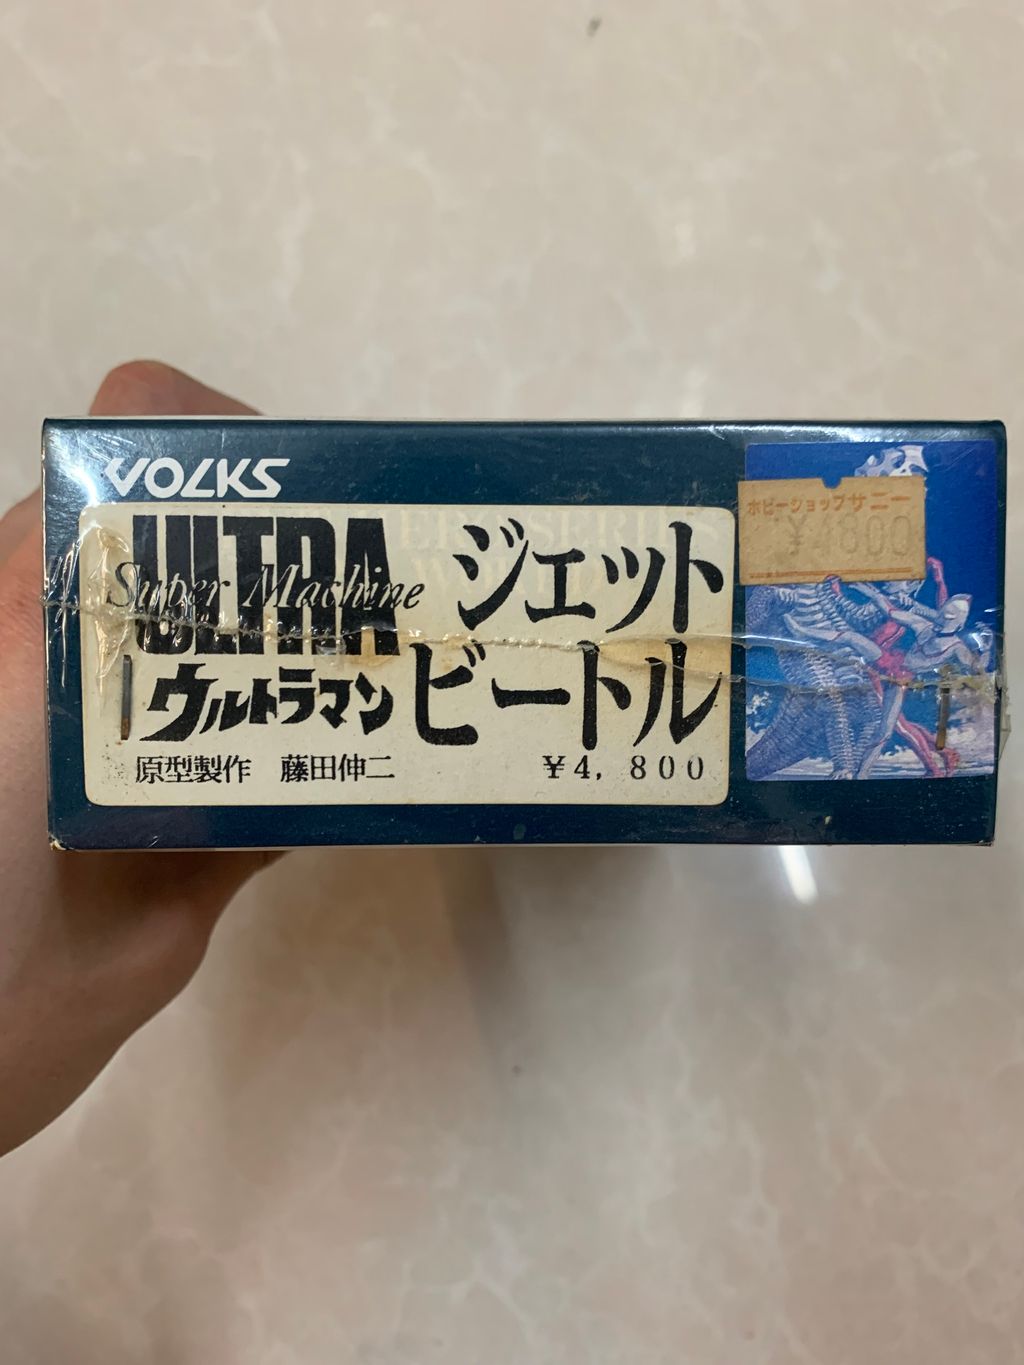 VOLKS
ULTRA
Super Machine
ウルトラマン
ジェット
ビートル
原型製作 藤田伸二
¥4,800
ホビーショップサニー
¥4800